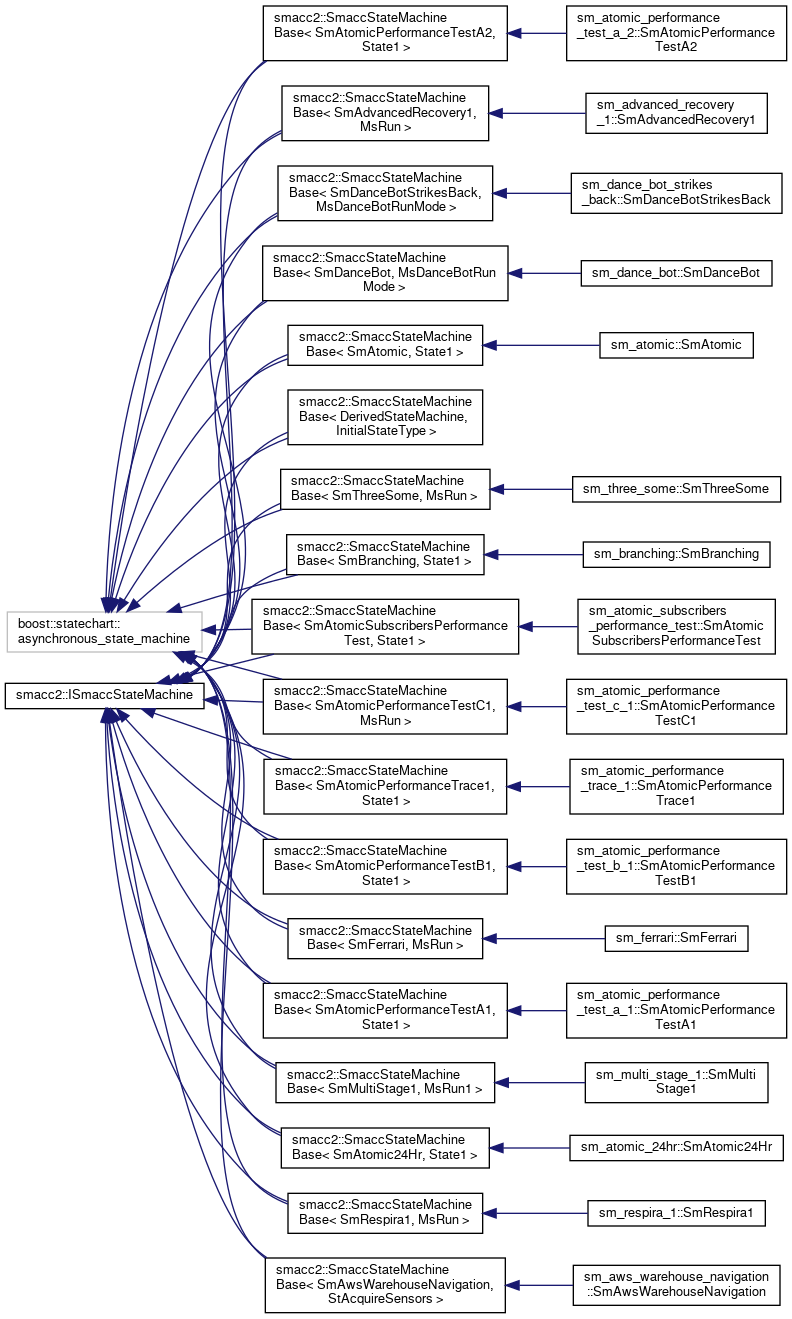 smacc2::SmaccStateMachine
Base< SmAtomicPerformanceTestA2,
State1 >
sm_atomic_performance
_test_a_2::SmAtomicPerformance
TestA2
smacc2::SmaccStateMachine
Base< SmAdvancedRecovery1,
MsRun >
sm_advanced_recovery
_1::SmAdvancedRecovery1
smacc2::SmaccStateMachine
Base< SmDanceBotStrikesBack,
MsDanceBotRunMode >
sm_dance_bot_strikes
_back::SmDanceBotStrikesBack
smacc2::SmaccStateMachine
Base< SmDanceBot, MsDanceBotRun
Mode >
sm_dance_bot::SmDanceBot
smacc2::SmaccStateMachine
Base< SmAtomic, State1 >
sm_atomic::SmAtomic
smacc2::SmaccStateMachine
Base< DerivedStateMachine,
InitialStateType >
smacc2::SmaccStateMachine
Base< SmThreeSome, MsRun >
sm_three_some::SmThreeSome
smacc2::SmaccStateMachine
Base< SmBranching, State1 >
sm_branching::SmBranching
boost::statechart::
asynchronous_state_machine
smacc2::SmaccStateMachine
Base< SmAtomicSubscribersPerformance
Test, State1 >
sm_atomic_subscribers
_performance_test::SmAtomic
SubscribersPerformanceTest
smacc2::ISmaccStateMachine
smacc2::SmaccStateMachine
Base< SmAtomicPerformanceTestC1,
MsRun >
sm_atomic_performance
_test_c_1::SmAtomicPerformance
TestC1
smacc2::SmaccStateMachine
Base< SmAtomicPerformanceTrace1,
State1 >
sm_atomic_performance
_trace_1::SmAtomicPerformance
Trace1
smacc2::SmaccStateMachine
Base< SmAtomicPerformanceTestB1,
State1 >
sm_atomic_performance
_test_b_1::SmAtomicPerformance
TestB1
smacc2::SmaccStateMachine
Base< SmFerrari, MsRun >
sm_ferrari::SmFerrari
smacc2::SmaccStateMachine
Base< SmAtomicPerformanceTestA1,
State1 >
sm_atomic_performance
_test_a_1::SmAtomicPerformance
TestA1
smacc2::SmaccStateMachine
Base< SmMultiStage1, MsRun1 >
sm_multi_stage_1::SmMulti
Stage1
smacc2::SmaccStateMachine
Base< SmAtomic24Hr, State1 >
sm_atomic_24hr::SmAtomic24Hr
smacc2::SmaccStateMachine
Base< SmRespira1, MsRun >
sm_respira_1::SmRespira1
smacc2::SmaccStateMachine
Base< SmAwsWarehouseNavigation,
StAcquireSensors >
sm_aws_warehouse_navigation
::SmAwsWarehouseNavigation